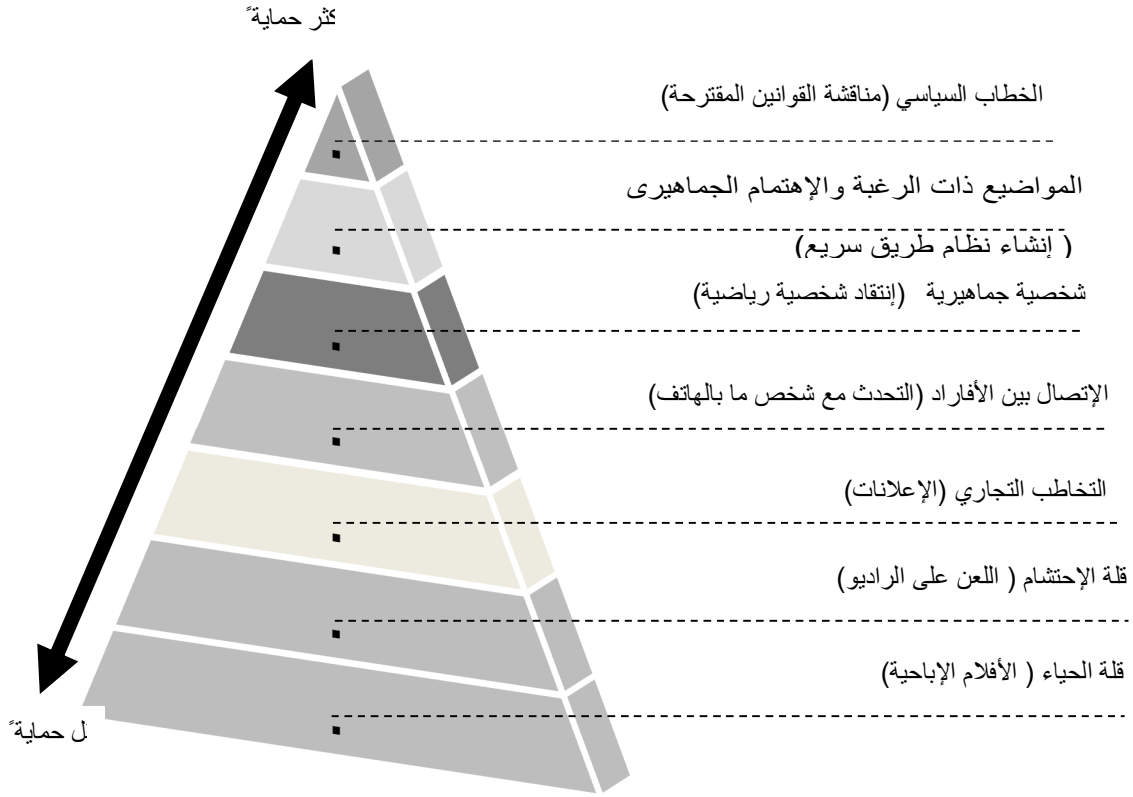 كثر حماية ً
الخطاب السياسي (مناقشة القوانين المقترحة)
المواضيع ذات الرغبة والإهتمام الجماهيرى
( إنشاء نظام طريق سريع)
شخصية جماهيرية (إنتقاد شخصية رياضية)
الإتصال بين الأفاراد (التحدث مع شخص ما بالهاتف)
التخاطب التجاري (الإعلانات)
قلة الإحتشام ( اللعن على الراديو)
قلة الحياء ( الأفلام الإباحية)
ل حماية ً